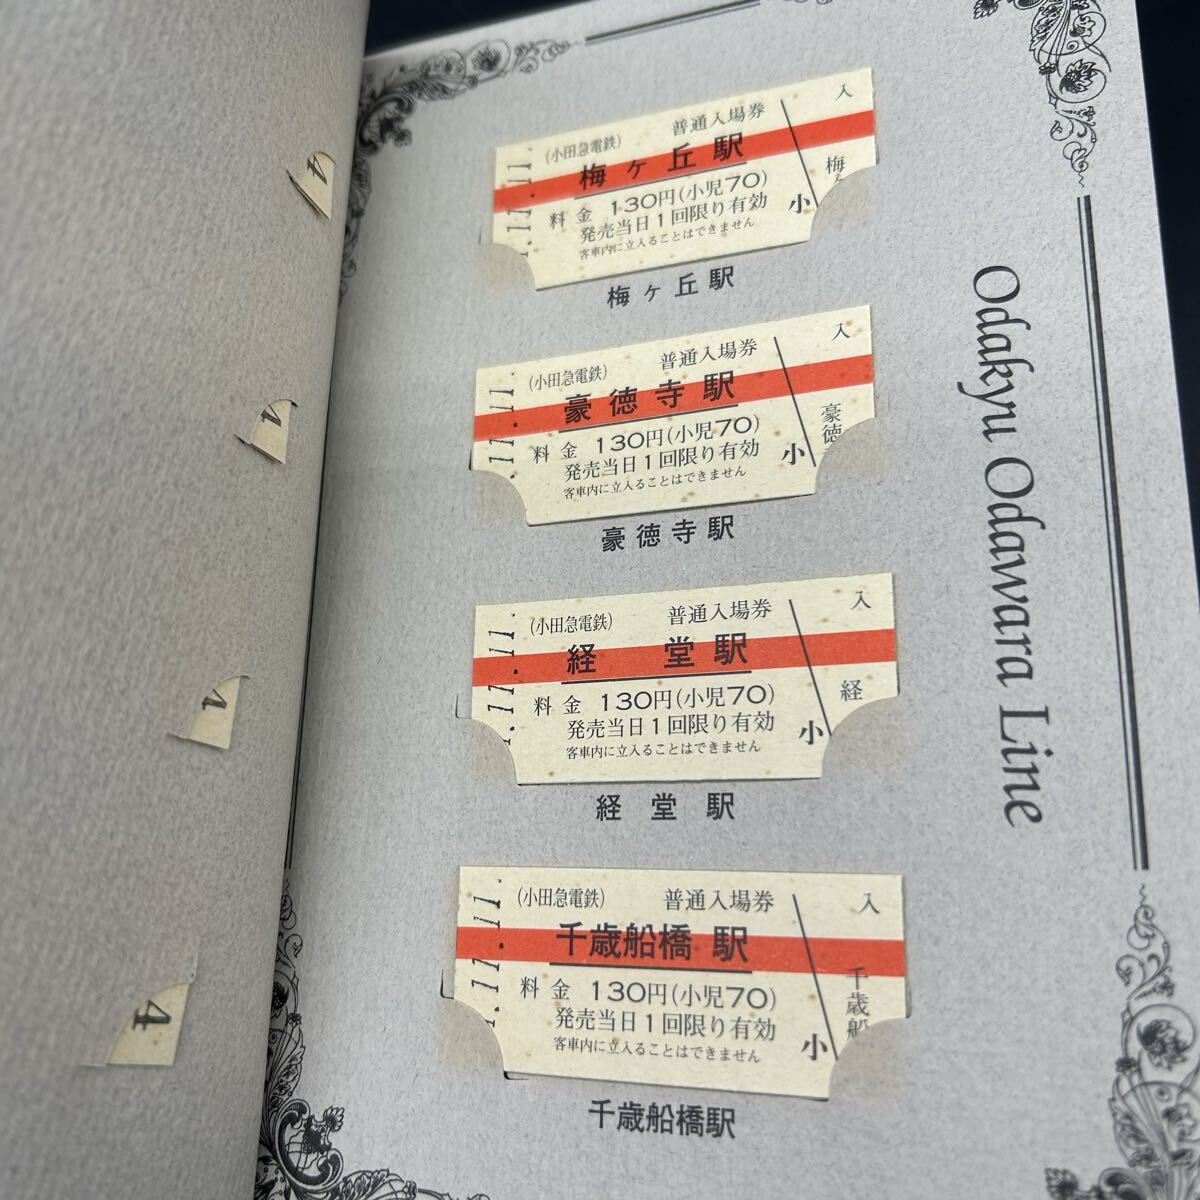 普通入場券
入
(小田急電鉄)
梅ヶ丘駅
梅
料金 130円(小児70)
発売当日1回限り有効
小
客車内に立入ることはできません
.11.11.
梅ヶ丘駅
普通入場券
入
(小田急電鉄)
豪徳寺駅
豪徳
料金 130円(小児70)
発売当日1回限り有効
小
客車内に立入ることはできません
.11.11.
豪徳寺駅
普通入場券
入
(小田急電鉄)
経堂駅
経
料金 130円(小児70)
発売当日1回限り有効
小
客車内に立入ることはできません
.11.11.
経堂駅
普通入場券
入
(小田急電鉄)
千歳船橋駅
千歳船
料金 130円(小児70)
発売当日1回限り有効
小
客車内に立入ることはできません
.11.11.
千歳船橋駅
Odakyu Odawara Line
4
4